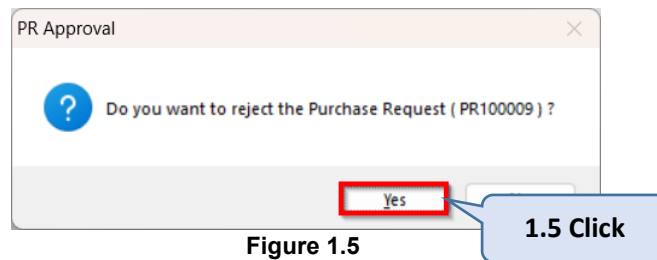 PR Approval
Do you want to reject the Purchase Request ( PR100009 ) ?
Yes
1.5 Click
Figure 1.5